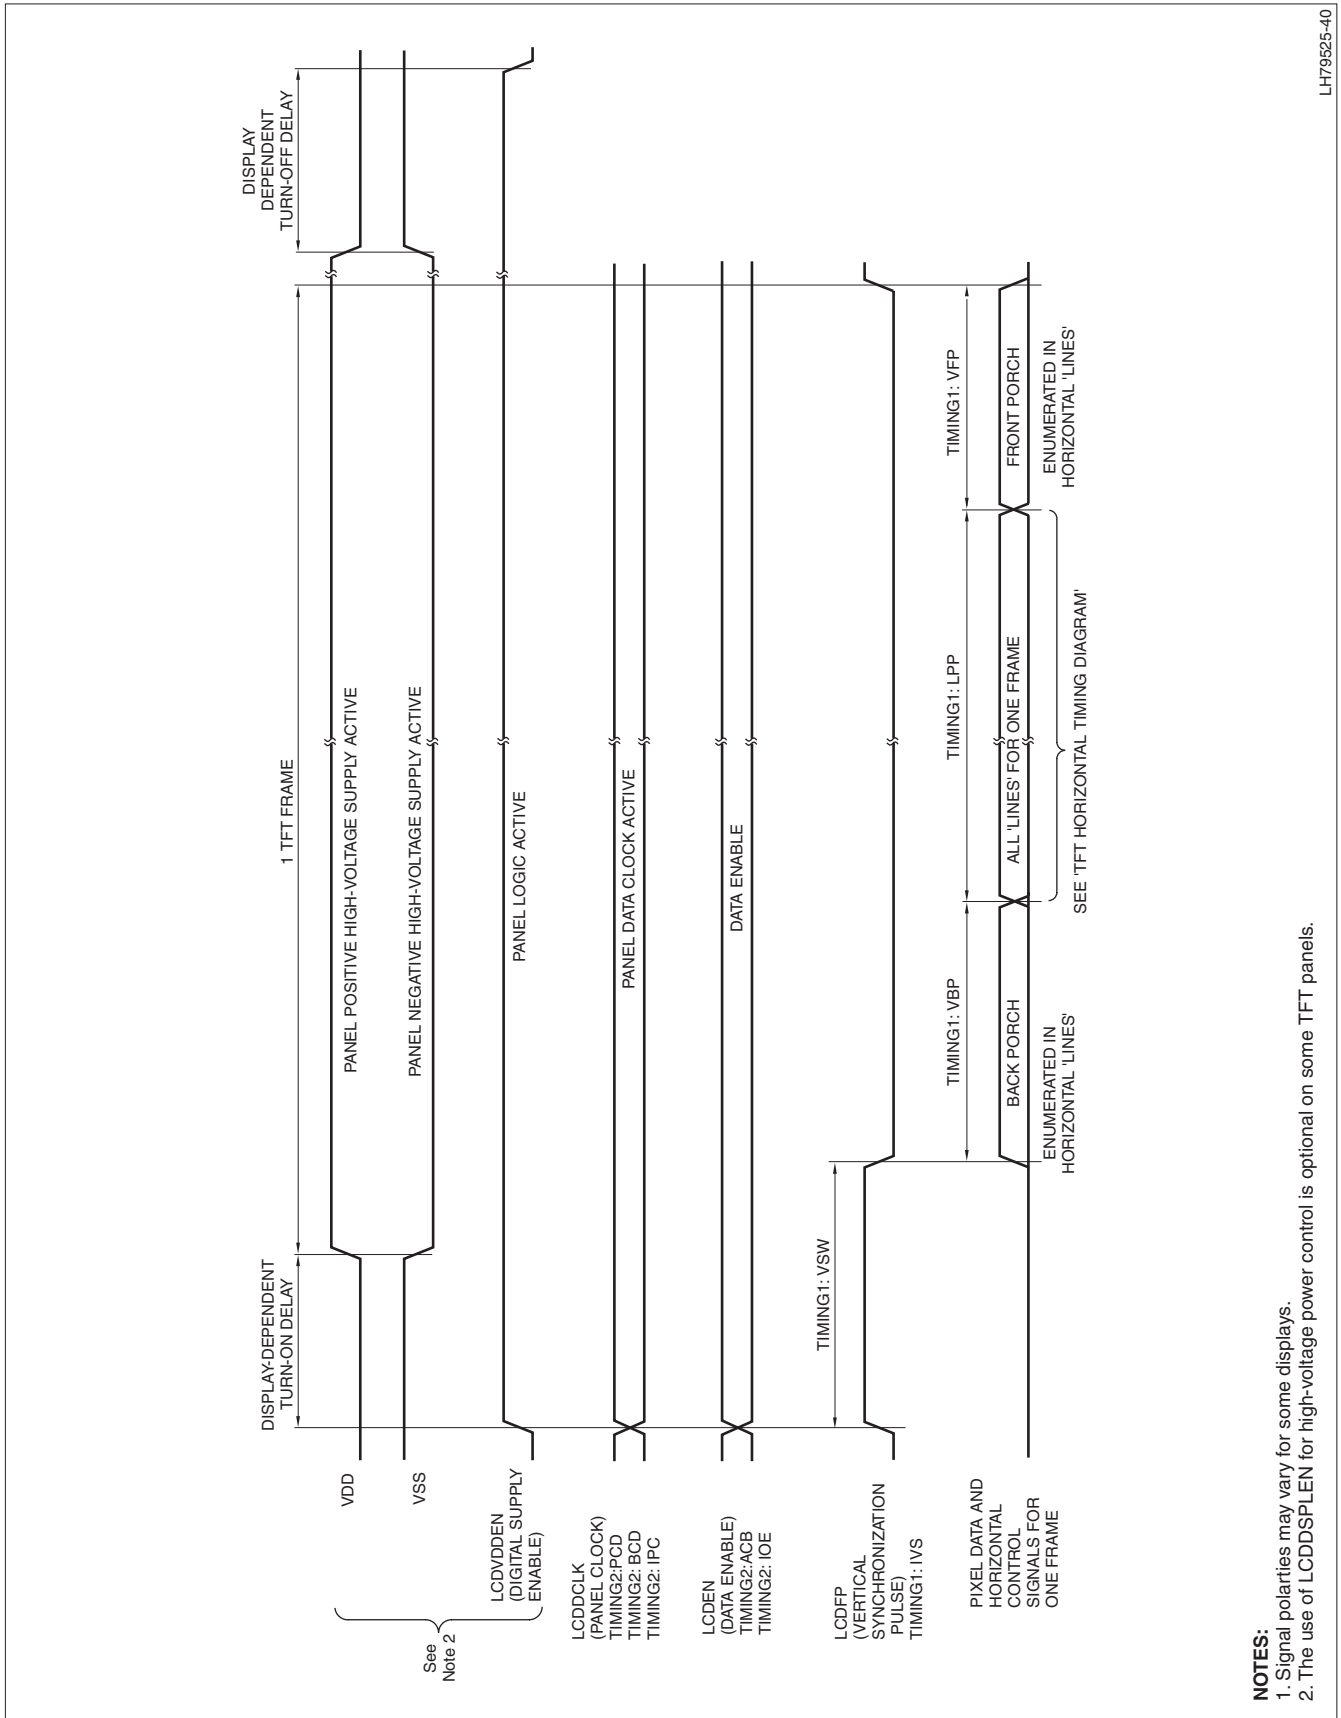 DISPLAY-DEPENDENT
TURN-ON DELAY
1 TFT FRAME
DISPLAY
DEPENDENT
TURN-OFF DELAY
VDD
PANEL POSITIVE HIGH-VOLTAGE SUPPLY ACTIVE
VSS
PANEL NEGATIVE HIGH-VOLTAGE SUPPLY ACTIVE
See
Note 2
LCDVDDEN
(DIGITAL SUPPLY
ENABLE)
PANEL LOGIC ACTIVE
LCDDCLK
(PANEL CLOCK)
TIMING2:PCD
TIMING2: BCD
TIMING2: IPC
PANEL DATA CLOCK ACTIVE
LCDEN
(DATA ENABLE)
TIMING2:ACB
TIMING2: IOE
DATA ENABLE
TIMING1: VSW
LCDFP
(VERTICAL
SYNCHRONIZATION
PULSE)
TIMING1: IVS
TIMING1: VBP
TIMING1: LPP
TIMING1: VFP
PIXEL DATA AND
HORIZONTAL
CONTROL
SIGNALS FOR
ONE FRAME
BACK PORCH
ALL 'LINES' FOR ONE FRAME
FRONT PORCH
ENUMERATED IN
HORIZONTAL 'LINES'
SEE 'TFT HORIZONTAL TIMING DIAGRAM'
ENUMERATED IN
HORIZONTAL 'LINES'
NOTES:
1. Signal polarties may vary for some displays.
2. The use of LCDDSPLEN for high-voltage power control is optional on some TFT panels.
LH79525-40